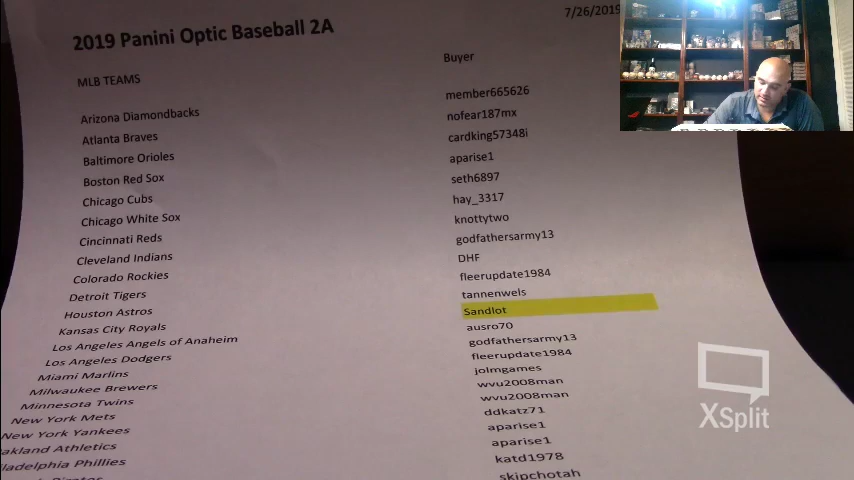 2019 Panini Optic Baseball 2A 7/26/2019
MLB TEAMS Buyer
Arizona Diamondbacks member665626
Atlanta Braves nofear187mx
Baltimore Orioles cardking57348i
Boston Red Sox aparise1
Chicago Cubs seth6897
Chicago White Sox hay_3317
Cincinnati Reds knottytwo
Cleveland Indians godfathersarmy13
Colorado Rockies DHF
Detroit Tigers fleerupdate1984
Houston Astros tannenwels
Kansas City Royals Sandlot
Los Angeles Angels of Anaheim ausro70
Los Angeles Dodgers godfathersarmy13
Miami Marlins fleerupdate1984
Milwaukee Brewers jolmgames
Minnesota Twins wvu2008man
New York Mets wvu2008man
New York Yankees ddkatz71
akland Athletics aparise1
ladelphia Phillies aparise1
katd1978
skipchotah
XSplit